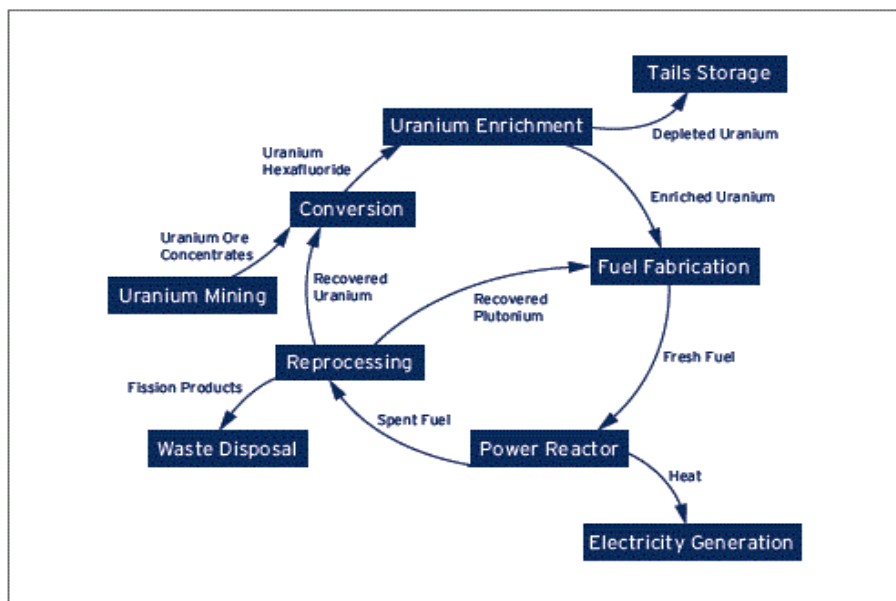 Tails Storage
Uranium Enrichment
Depleted Uranium
Uranium
Hexafluoride
Enriched Uranium
Conversion
Uranium Ore
Concentrates
Fuel Fabrication
Recovered
Uranium
Uranium Mining
Recovered
Plutonium
Reprocessing
Fresh Fuel
Fission Products
Spent Fuel
Waste Disposal
Power Reactor
Heat
Electricity Generation